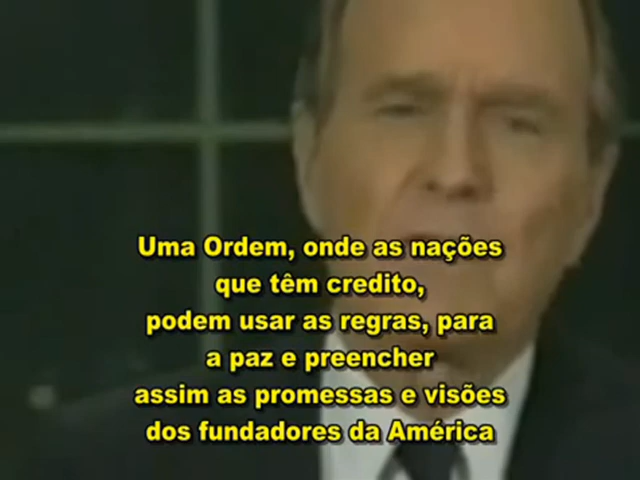 Uma Ordem, onde as nações
que têm credito,
podem usar as regras, para
a paz e preencher
assim as promessas e visões
dos fundadores da América